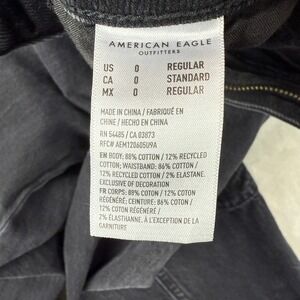 AMERICAN EAGLE
OUTFITTERS
US 0 REGULAR
CA 0 STANDARD
MX 0 REGULAR
MADE IN CHINA / FABRIQUÉ EN
CHINE / HECHO EN CHINA
RN 54485 / CA 03873
RFC# AEM120605U9A
EN BODY: 88% COTTON / 12% RECYCLED
COTTON; WAISTBAND: 86% COTTON /
12% RECYCLED COTTON / 2% ELASTANE.
EXCLUSIVE OF DECORATION
FR CORPS: 88% COTON / 12% COTON
RÉGÉNÉRÉ; CEINTURE: 86% COTON /
12% COTON RÉGÉNÉRÉ /
2% ÉLASTHANNE. À L'EXCEPTION DE LA
GARNITURE